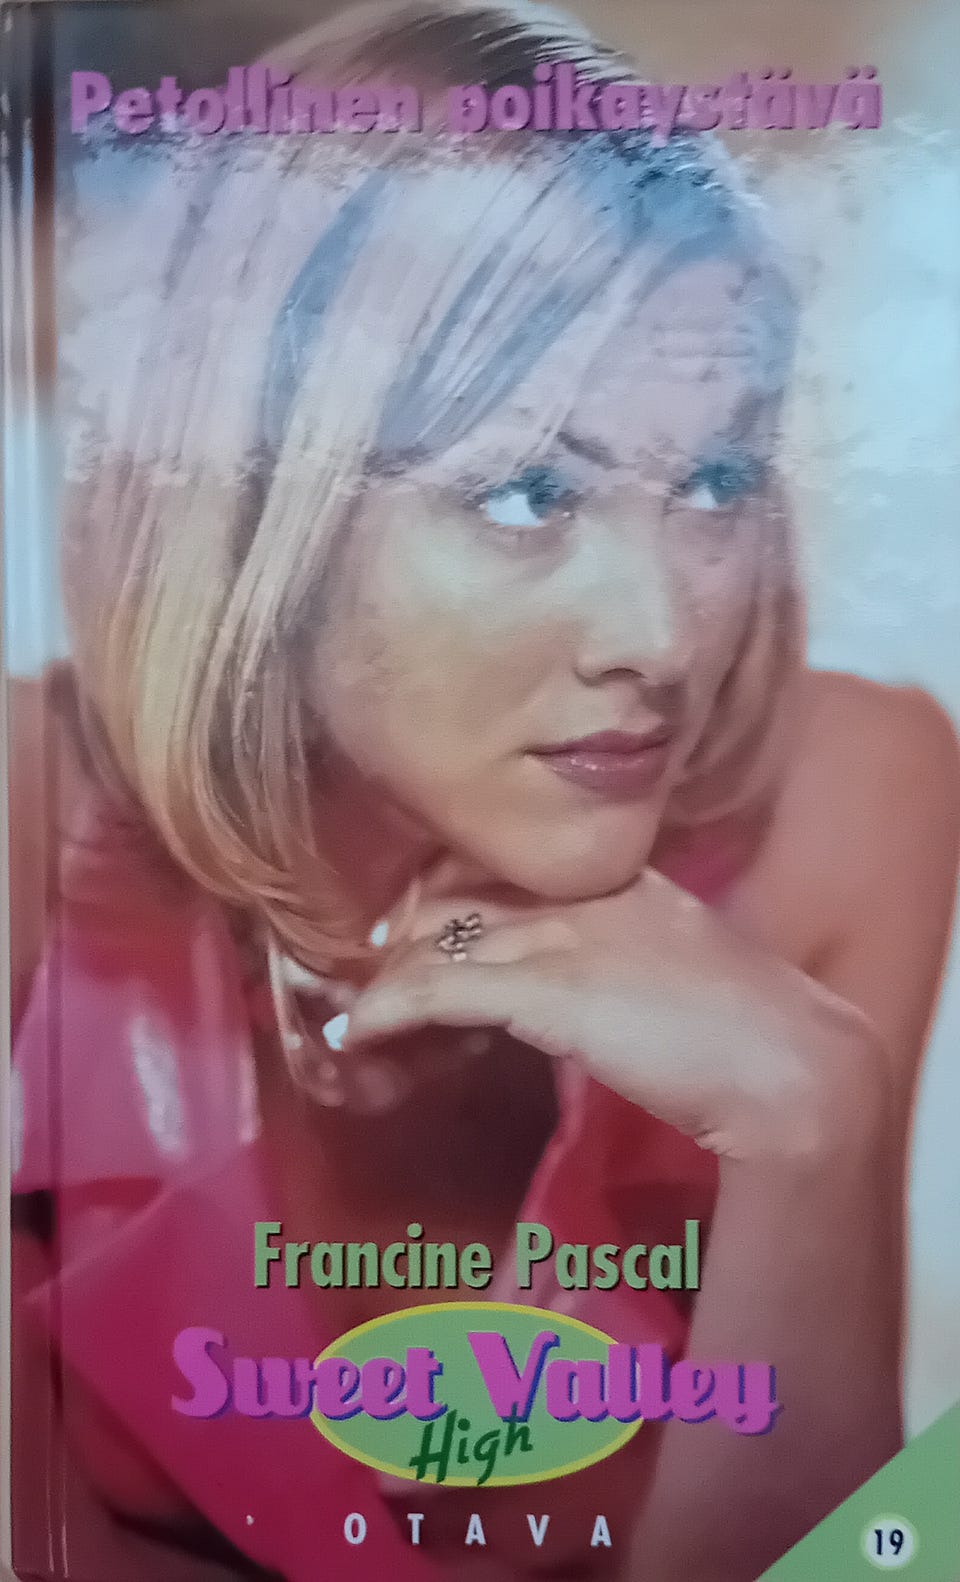 Petollinen poikaystävä
Francine Pascal
Sweet Valley
High
OTAVA
19